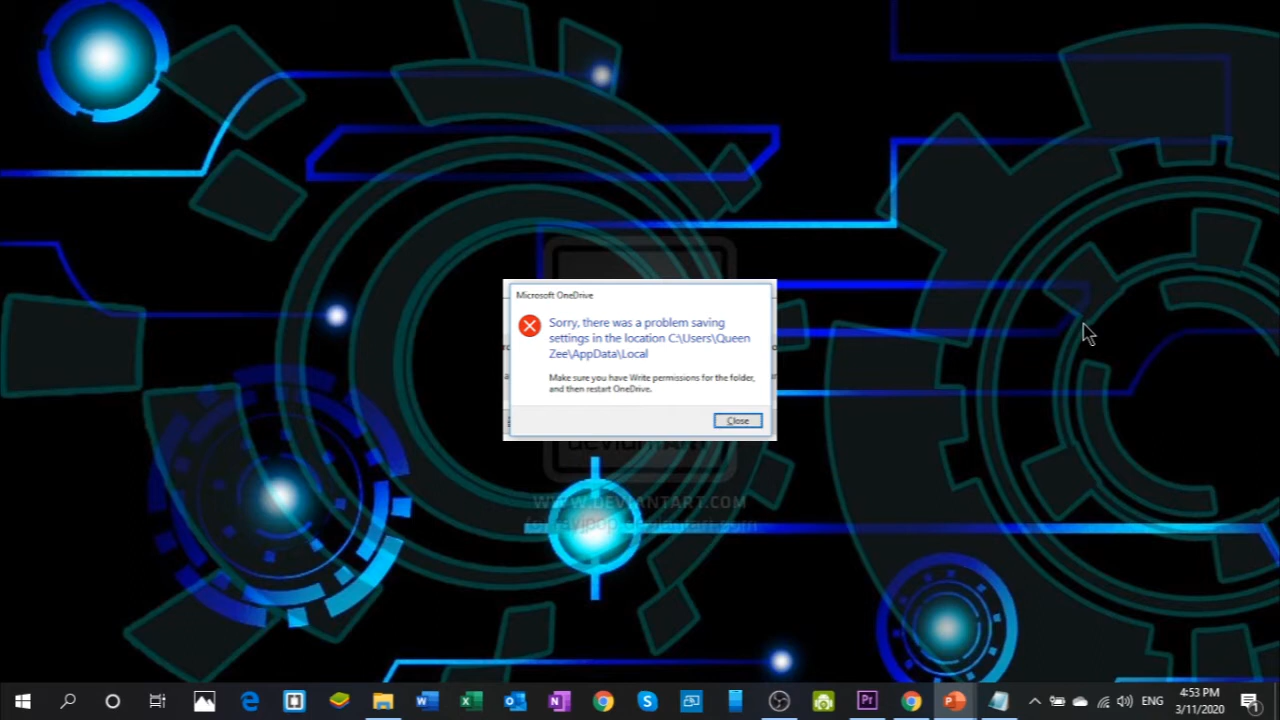 Microsoft OneDrive
Sorry, there was a problem saving
settings in the location C:\Users\Queen
Zee\AppData\Local
Make sure you have Write permissions for the folder,
and then restart OneDrive.
Close
WWW.DEVIANTART.COM
ENG
4:53 PM
3/11/2020